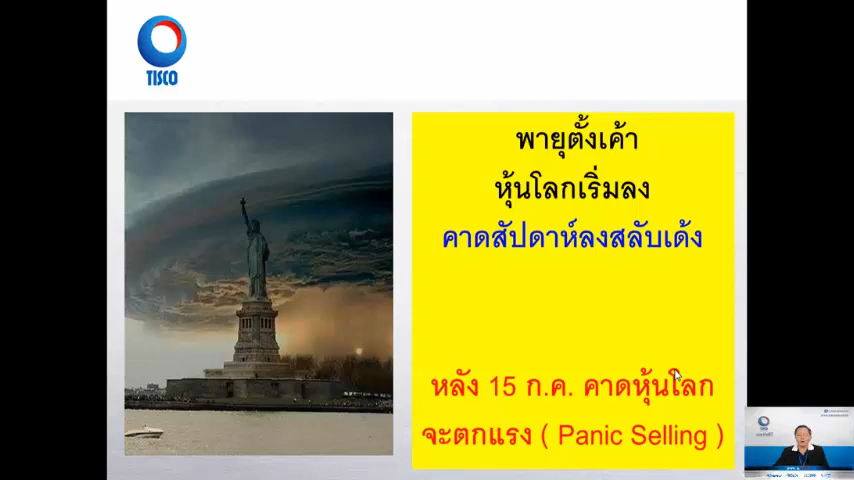 TISCO
พายุตั้งเค้า
หุ้นโลกเริ่มลง
คาดสัปดาห์ลงสลับเด้ง
หลัง 15 ก.ค. คาดหุ้นโลก
จะตกแรง ( Panic Selling )
TISCO